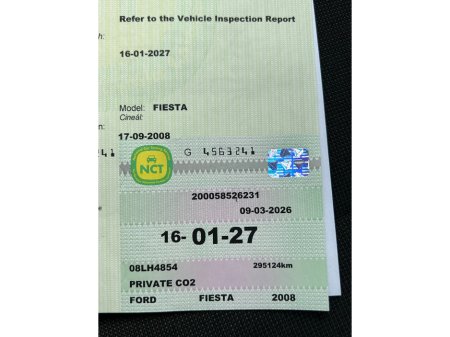 Refer to the Vehicle Inspection Report
h:
16-01-2027
Model: FIESTA
Cineál:
n:
17-09-2008
241
G 4563241
NCT
200058526231
09-03-2026
16-01-27
08LH4854 295124km
PRIVATE CO2
FORD FIESTA 2008